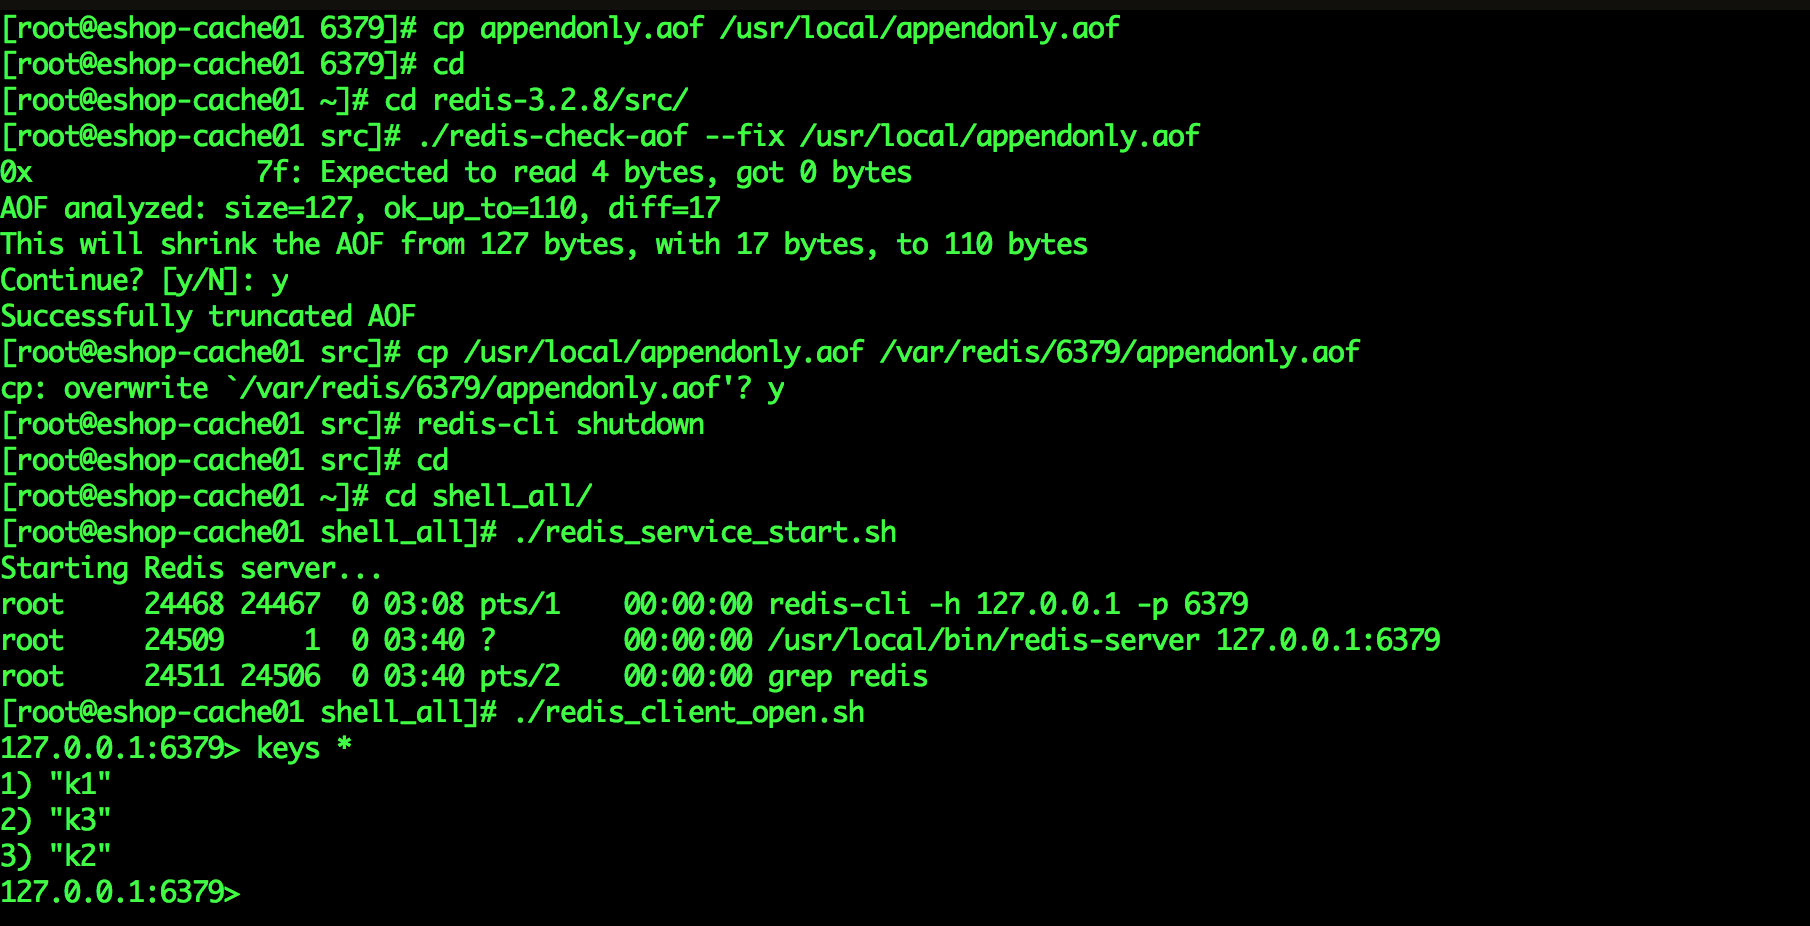 [root@eshop-cache01 6379]# cp appendonly.aof /usr/local/appendonly.aof
[root@eshop-cache01 6379]# cd
[root@eshop-cache01 ~]# cd redis-3.2.8/src/
[root@eshop-cache01 src]# ./redis-check-aof --fix /usr/local/appendonly.aof
0x              7f: Expected to read 4 bytes, got 0 bytes
AOF analyzed: size=127, ok_up_to=110, diff=17
This will shrink the AOF from 127 bytes, with 17 bytes, to 110 bytes
Continue? [y/N]: y
Successfully truncated AOF
[root@eshop-cache01 src]# cp /usr/local/appendonly.aof /var/redis/6379/appendonly.aof
cp: overwrite `/var/redis/6379/appendonly.aof'? y
[root@eshop-cache01 src]# redis-cli shutdown
[root@eshop-cache01 src]# cd
[root@eshop-cache01 ~]# cd shell_all/
[root@eshop-cache01 shell_all]# ./redis_service_start.sh
Starting Redis server...
root     24468 24467  0 03:08 pts/1    00:00:00 redis-cli -h 127.0.0.1 -p 6379
root     24509     1  0 03:40 ?        00:00:00 /usr/local/bin/redis-server 127.0.0.1:6379
root     24511 24506  0 03:40 pts/2    00:00:00 grep redis
[root@eshop-cache01 shell_all]# ./redis_client_open.sh
127.0.0.1:6379> keys *
1) "k1"
2) "k3"
3) "k2"
127.0.0.1:6379>